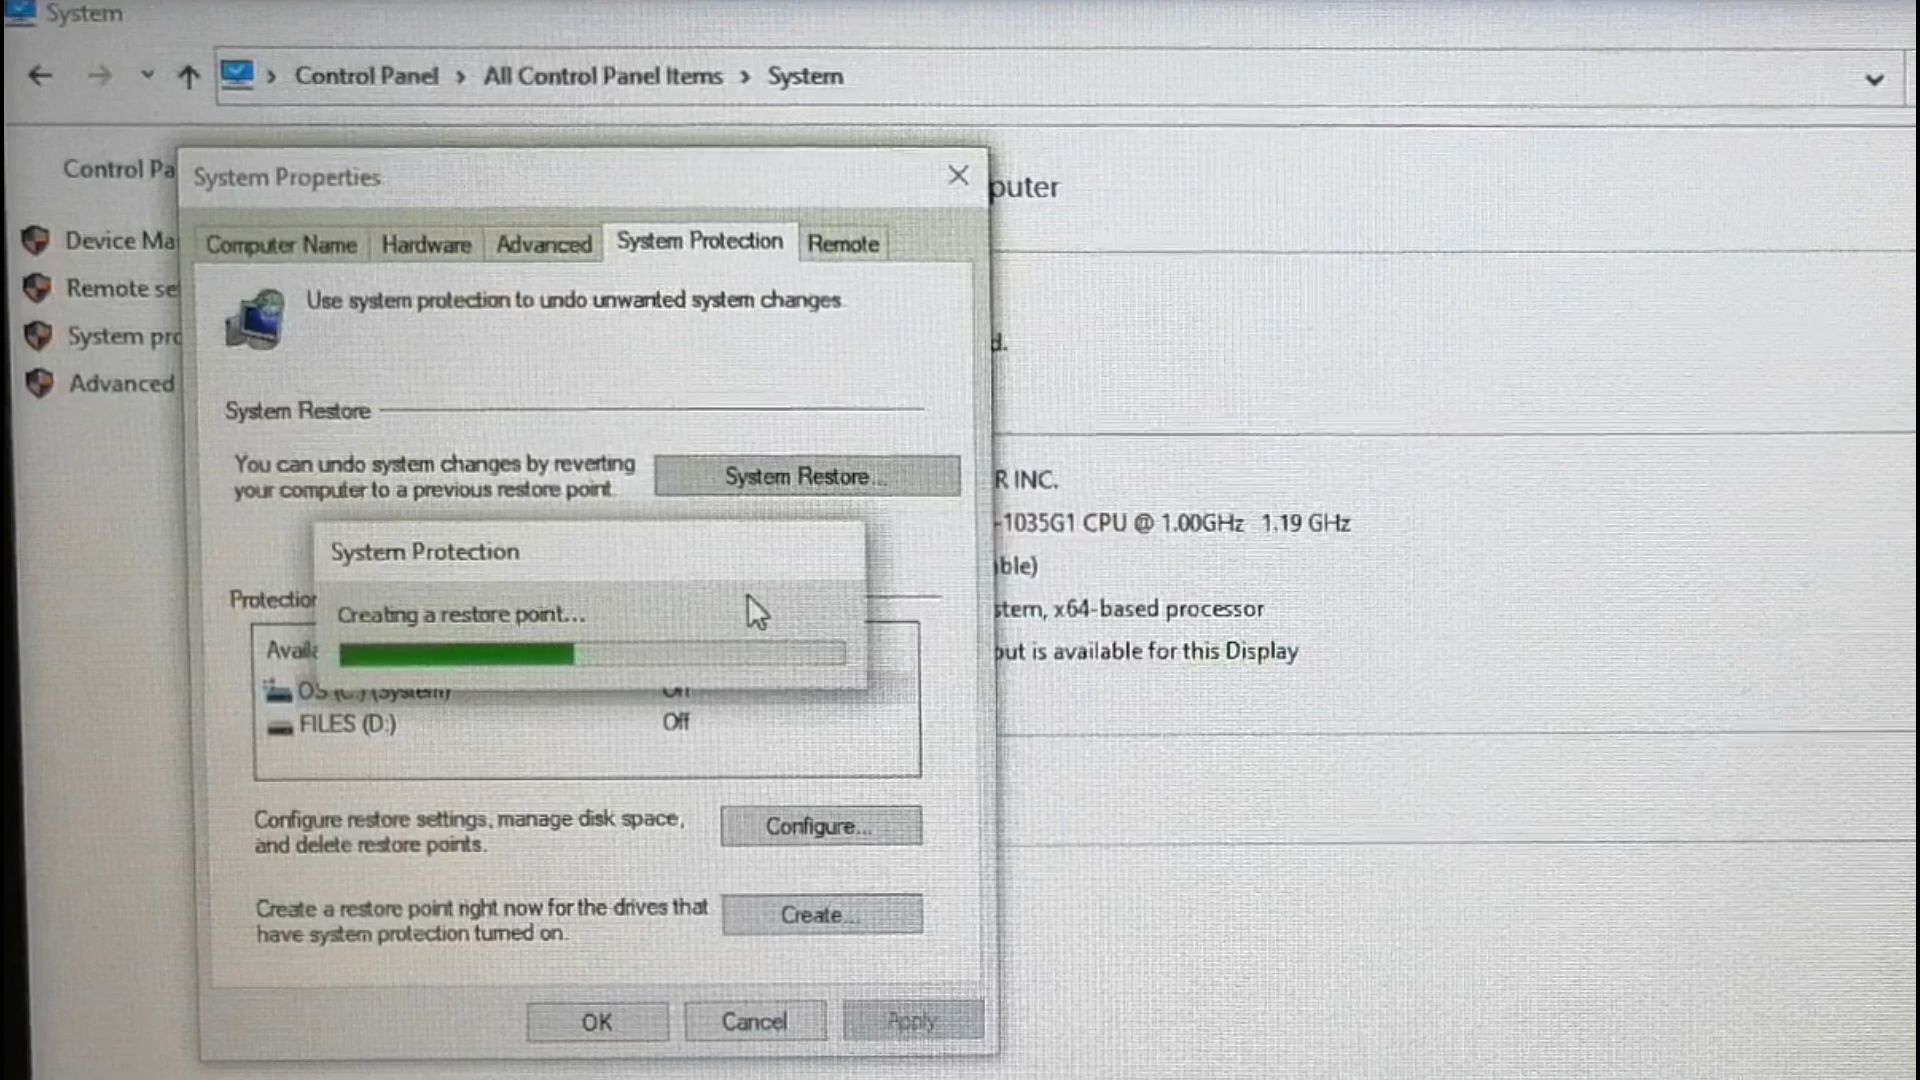 System
Control Panel > All Control Panel Items > System
Control Pa
Device Ma
Remote se
System pro
Advanced
System Properties
Computer Name
Hardware
Advanced
System Protection
Remote
Use system protection to undo unwanted system changes.
System Restore
You can undo system changes by reverting
your computer to a previous restore point.
System Restore...
System Protection
Creating a restore point...
Protection
Availa
OS (C:) (System)
FILES (D:)
Off
Configure restore settings, manage disk space,
and delete restore points.
Configure...
Create a restore point right now for the drives that
have system protection turned on.
Create...
OK
Cancel
Apply
puter
d.
R INC.
-1035G1 CPU @ 1.00GHz 1.19 GHz
ble)
stem, x64-based processor
put is available for this Display